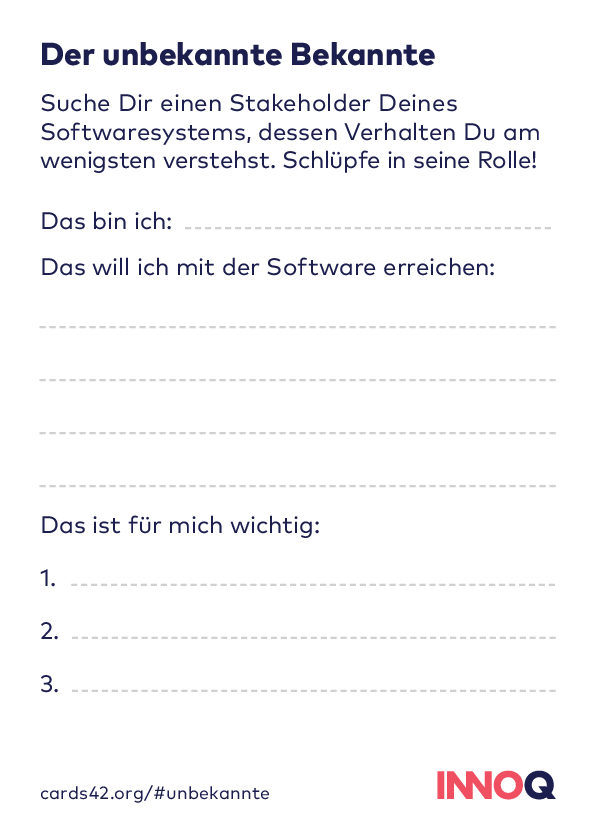 Der unbekannte Bekannte
Suche Dir einen Stakeholder Deines
Softwaresystems, dessen Verhalten Du am
wenigsten verstehst. Schlüpfe in seine Rolle!
Das bin ich:
Das will ich mit der Software erreichen:
Das ist für mich wichtig:
1.
2.
3.
cards42.org/#unbekannte
INNOQ